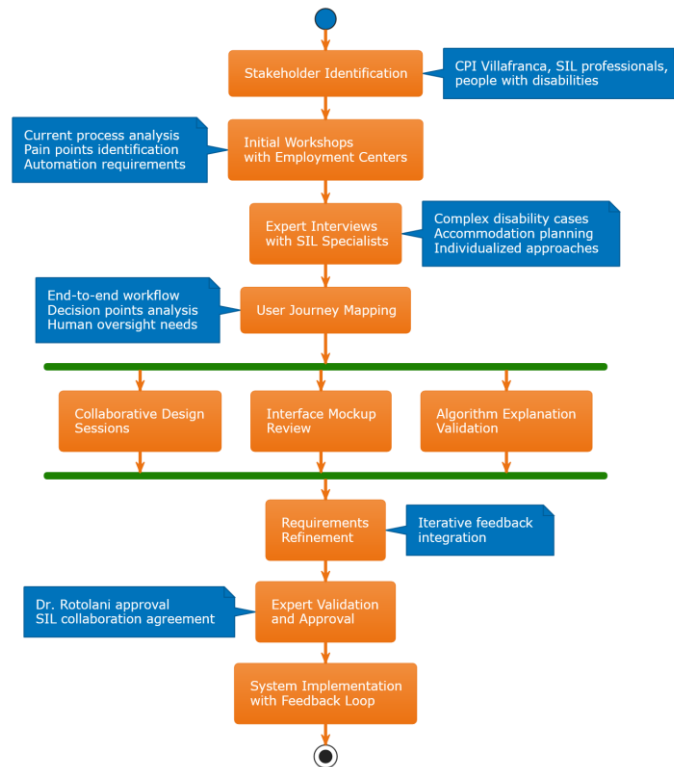 Stakeholder Identification
CPI Villafranca, SIL professionals,
people with disabilities
Current process analysis
Pain points identification
Automation requirements
Initial Workshops
with Employment Centers
Expert Interviews
with SIL Specialists
Complex disability cases
Accommodation planning
Individualized approaches
End-to-end workflow
Decision points analysis
Human oversight needs
User Journey Mapping
Collaborative Design
Sessions
Interface Mockup
Review
Algorithm Explanation
Validation
Requirements
Refinement
Iterative feedback
integration
Dr. Rotolani approval
SIL collaboration agreement
Expert Validation
and Approval
System Implementation
with Feedback Loop